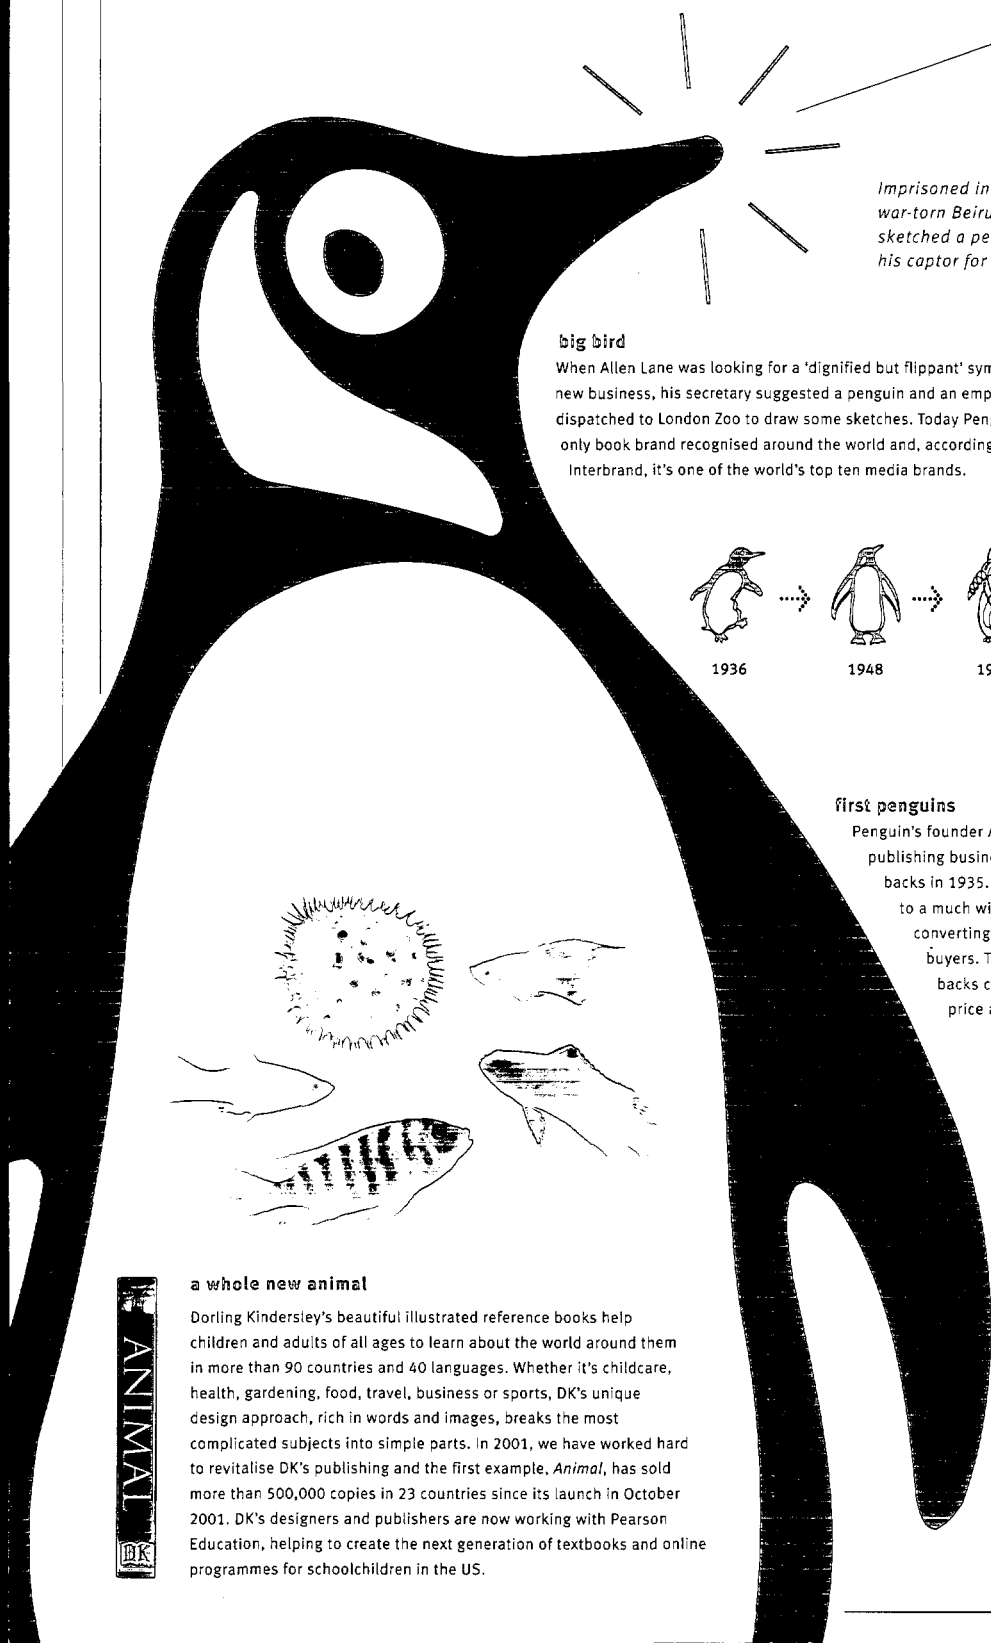 Imprisoned in
war-torn
sketched a
his captor for
big bird
When Allen Lane was looking for a 'dignified but flippant'
new business, his secretary suggested a penguin and an
dispatched to London Zoo to draw some sketches. Today
only book brand recognised around the world and, according
Interbrand, it's one of the world's top ten media brands.
1936
1948
first penguins
Penguin's founder
publishing
backs in 1935.
to a much
converting
buyers.
backs
price
a whole new animal
Dorling Kindersley's beautiful illustrated reference books help
children and adults of all ages to learn about the world around them
in more than 90 countries and 40 languages. Whether it's childcare,
health, gardening, food, travel, business or sports, DK's unique
design approach, rich in words and images, breaks the most
complicated subjects into simple parts. In 2001, we have worked hard
to revitalise DK's publishing and the first example, Animal, has sold
more than 500,000 copies in 23 countries since its launch in October
2001. DK's designers and publishers are now working with Pearson
Education, helping to create the next generation of textbooks and online
programmes for schoolchildren in the US.
ANIMAL
DK